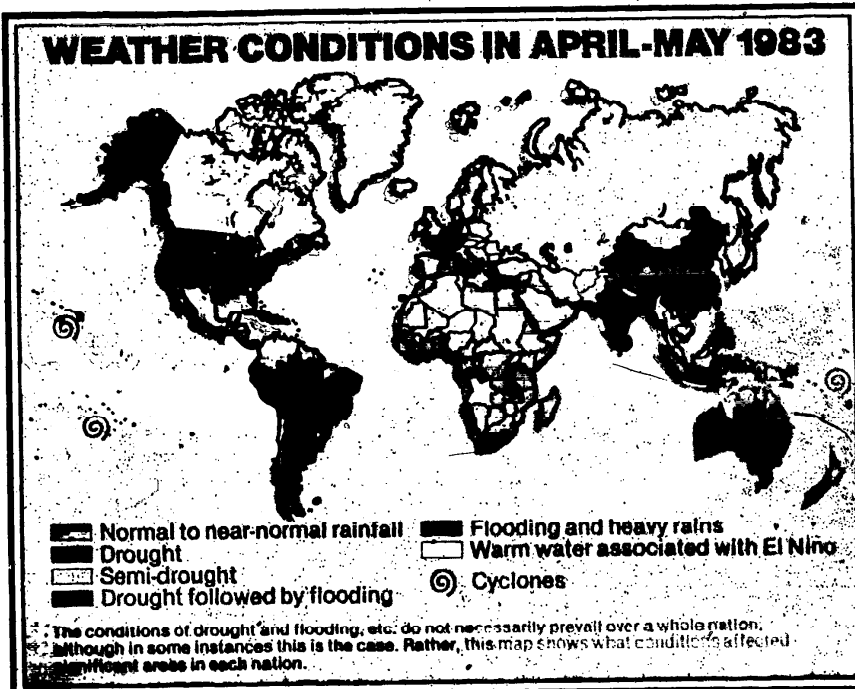 WEATHER CONDITIONS IN APRIL-MAY 1983
Normal to near-normal rainfall
Drought
Semi-drought
Drought followed by flooding
Flooding and heavy rains
Warm water associated with El Nino
Cyclones
The conditions of drought and flooding, etc. do not necessarily prevail over a whole nation,
although in some instances this is the case. Rather, this map shows what conditions affected
significant areas in each nation.